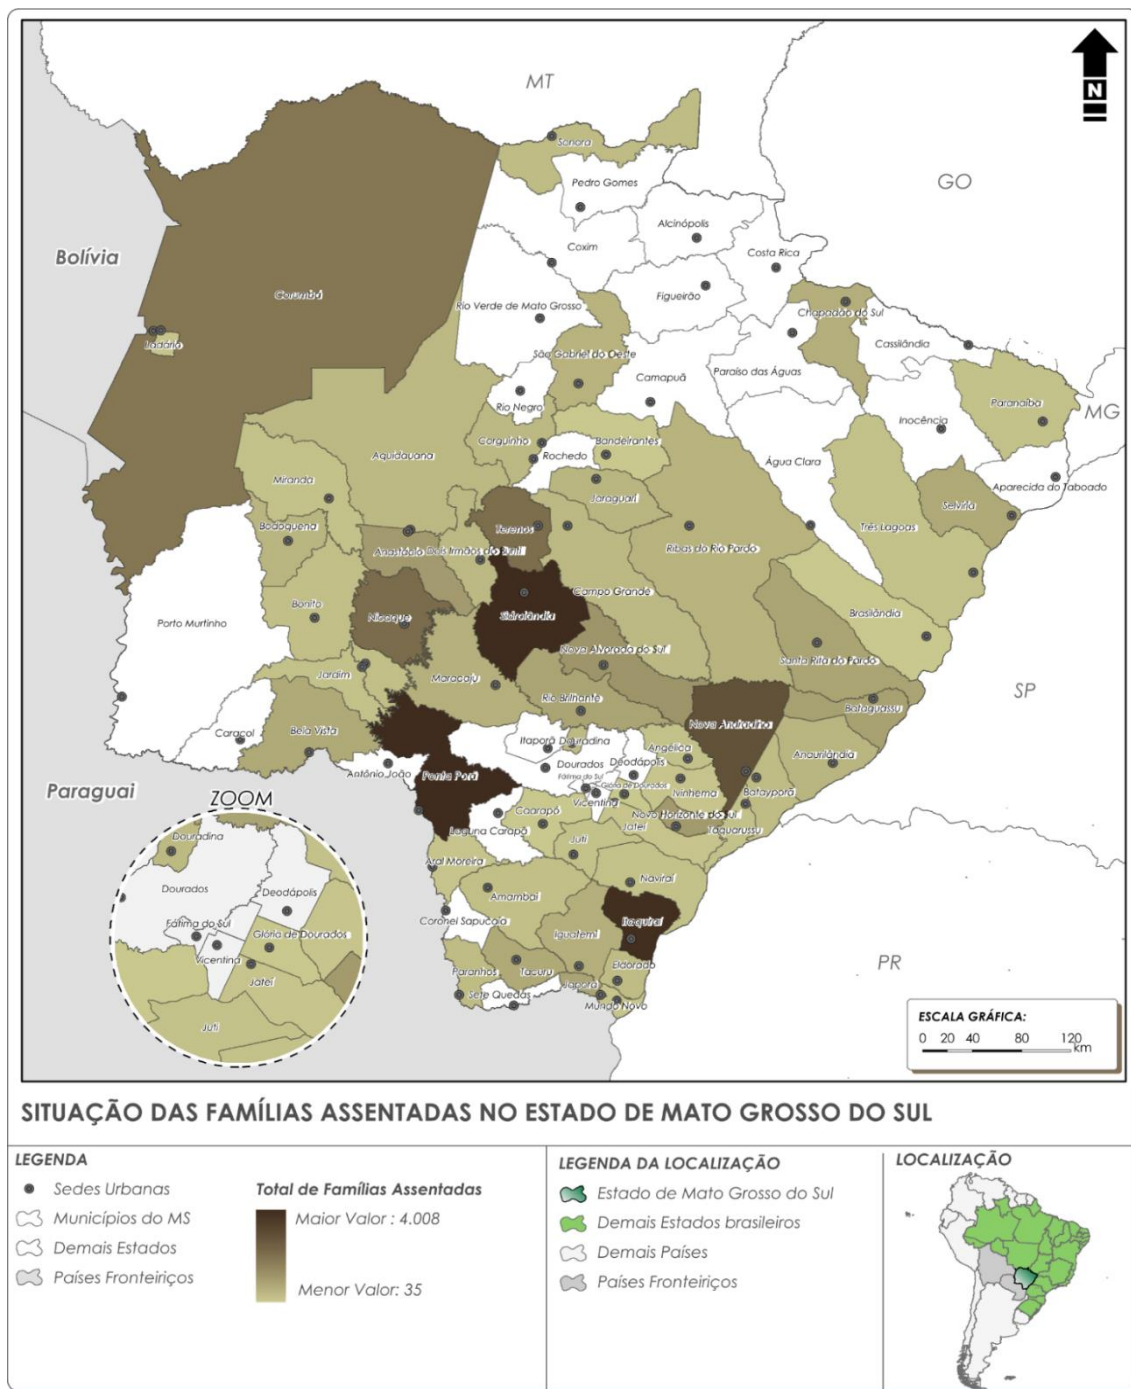 MT
N
GO
Bolívia
MG
SP
Paraguai
PR
Sonora
Pedro Gomes
Alcinópolis
Coxim
Costa Rica
Corumbá
Rio Verde de Mato Grosso
Figueirão
Chapadão do Sul
Ladário
Cassilândia
São Gabriel do Oeste
Camapuã
Paraíso das Águas
Rio Negro
Paranaíba
Inocência
Corguinho
Bandeirantes
Aquidauana
Rochedo
Água Clara
Miranda
Jaraguari
Aparecida do Taboado
Selvíria
Bodoquena
Terenos
Três Lagoas
Anastácio
Dois Irmãos do Buriti
Ribas do Rio Pardo
Campo Grande
Bonito
Nioaque
Sidrolândia
Brasilândia
Porto Murtinho
Nova Alvorada do Sul
Santa Rita do Pardo
Jardim
Maracaju
Rio Brilhante
Bataguassu
Nova Andradina
Caracol
Bela Vista
Itaporã
Douradina
Angélica
Anaurilândia
Antônio João
Ponta Porã
Dourados
Deodápolis
Fátima do Sul
Glória de Dourados
Ivinhema
Batayporã
Vicentina
Caarapó
Novo Horizonte do Sul
Jateí
Taquarussu
Laguna Carapã
Juti
Aral Moreira
Naviraí
Amambai
Coronel Sapucaia
Itaquiraí
Iguatemi
Eldorado
Paranhos
Tacuru
Japorã
Sete Quedas
Mundo Novo
ZOOM
Douradina
Dourados
Deodápolis
Fátima do Sul
Glória de Dourados
Vicentina
Jateí
Juti
ESCALA GRÁFICA:
0 20 40 80 120
km
SITUAÇÃO DAS FAMÍLIAS ASSENTADAS NO ESTADO DE MATO GROSSO DO SUL
LEGENDA
Sedes Urbanas
Municípios do MS
Demais Estados
Países Fronteiriços
Total de Famílias Assentadas
Maior Valor : 4.008
Menor Valor: 35
LEGENDA DA LOCALIZAÇÃO
Estado de Mato Grosso do Sul
Demais Estados brasileiros
Demais Países
Países Fronteiriços
LOCALIZAÇÃO